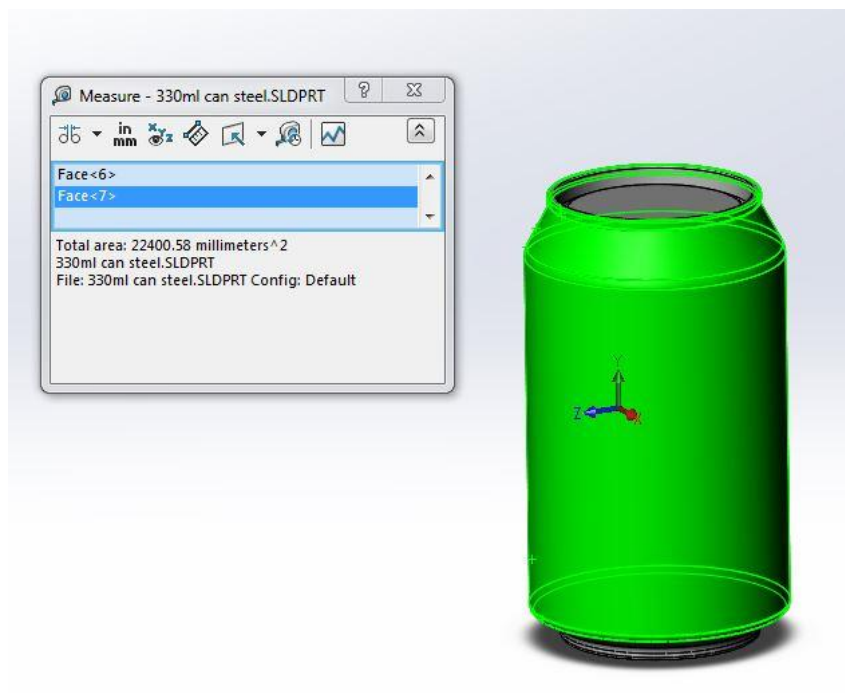 Measure - 330ml can steel.SLDPRT
in
mm
XYZ
Face<6>
Face<7>
Total area: 22400.58 millimeters^2
330ml can steel.SLDPRT
File: 330ml can steel.SLDPRT Config: Default
Y
Z
X